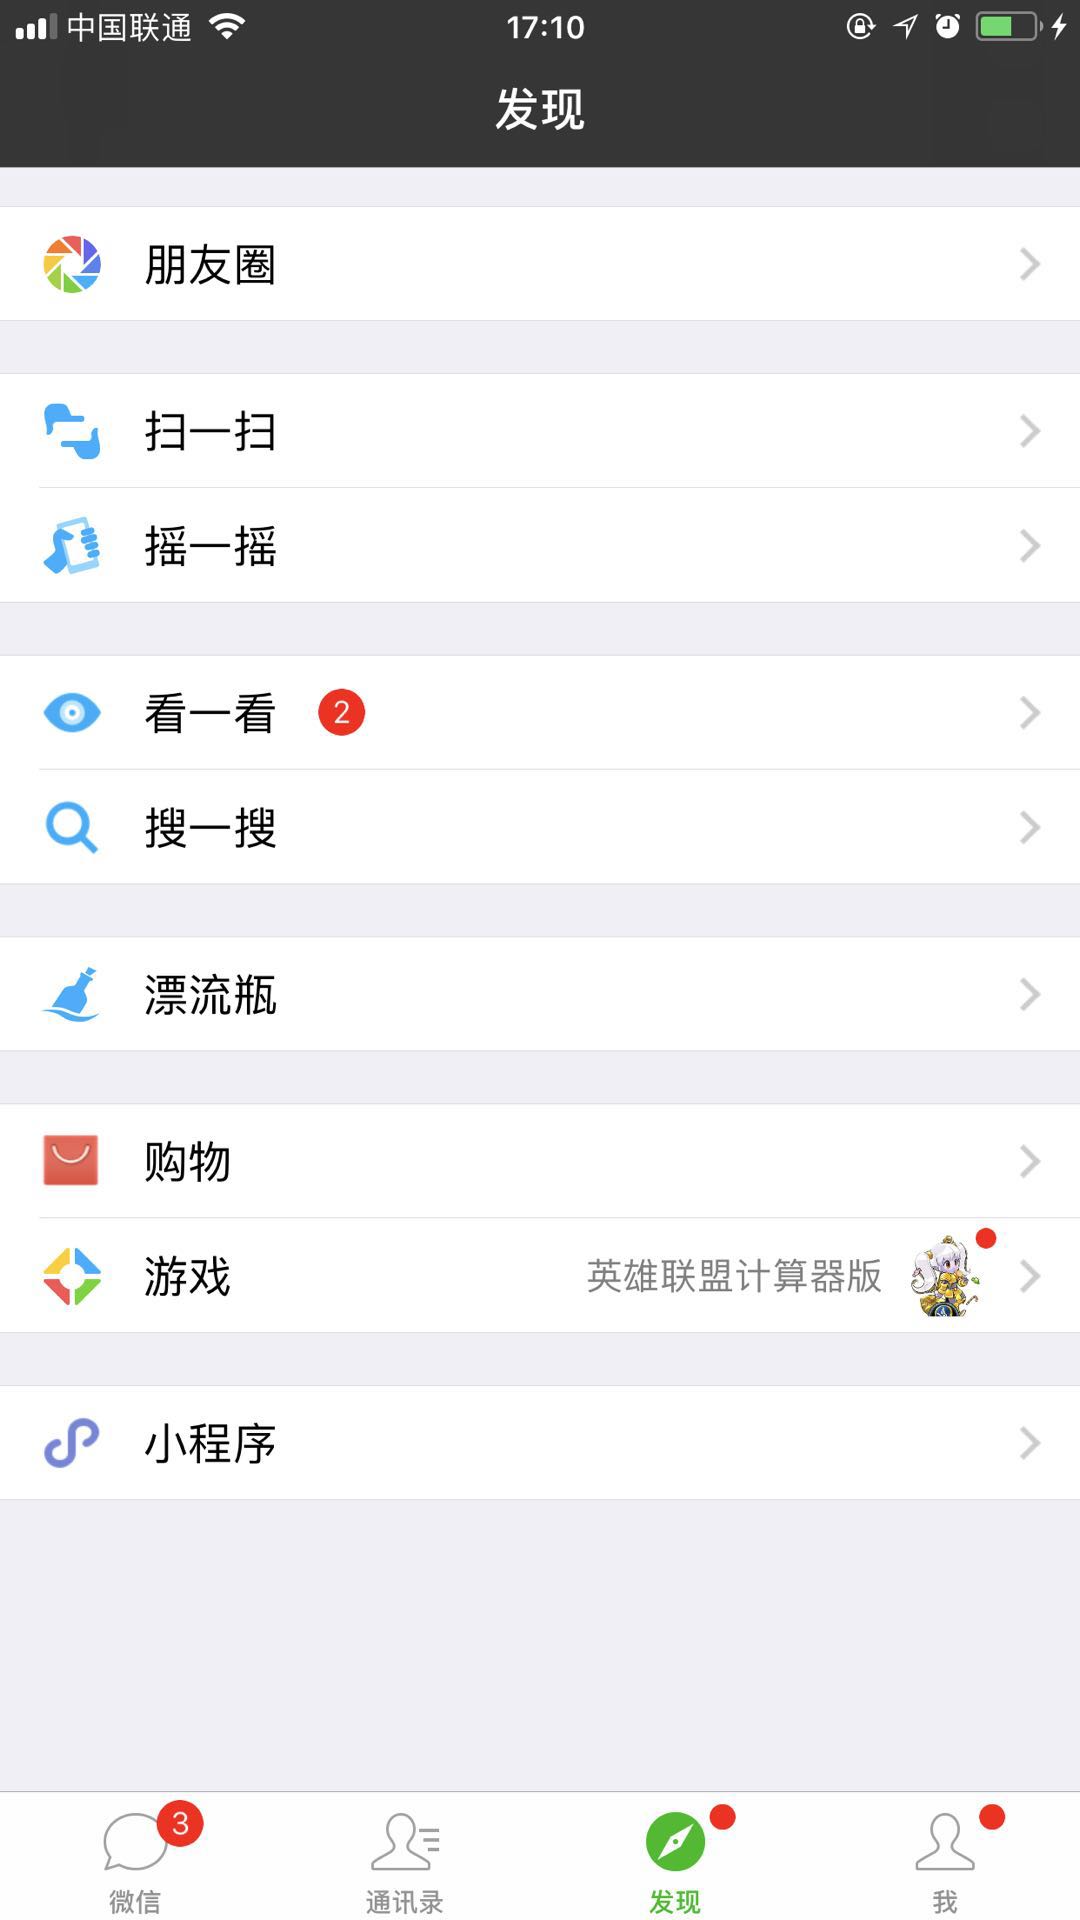 中国联通 17:10
发现
朋友圈
扫一扫
摇一摇
看一看 2
搜一搜
漂流瓶
购物
游戏 英雄联盟计算器版
小程序
3
微信 通讯录 发现 我